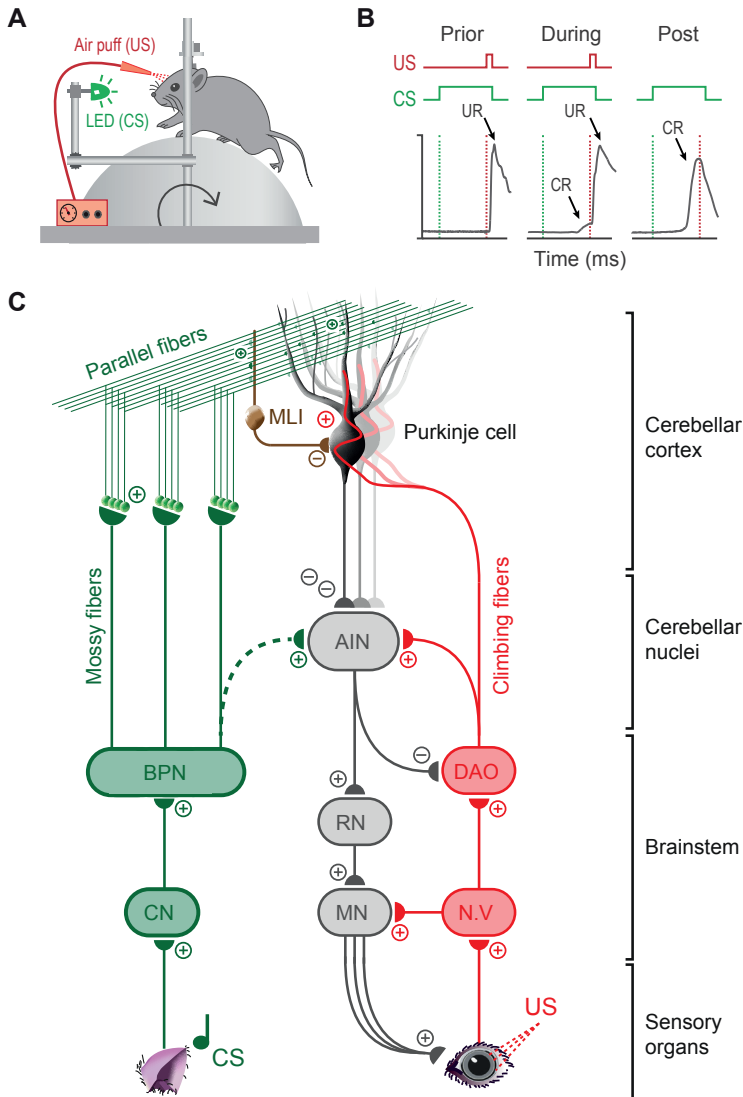 A
Air puff (US)
LED (CS)
B
Prior
During
Post
US
CS
UR
UR
CR
CR
Time (ms)
C
Parallel fibers
+
+
MLI
+
−
Purkinje cell
Cerebellar
cortex
+
Mossy fibers
Climbing fibers
−
−
AIN
+
+
Cerebellar
nuclei
BPN
+
−
DAO
+
+
RN
Brainstem
+
CN
+
MN
+
N.V
+
CS
+
US
Sensory
organs